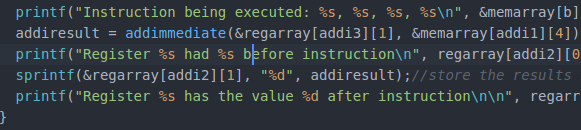 printf("Instruction being executed: %s, %s, %s, %s\n", &memarray[b]
addiresult = addimmediate(&regarray[addi3][1], &memarray[addi1][4])
printf("Register %s had %s before instruction\n", regarray[addi2][0
sprintf(&regarray[addi2][1], "%d", addiresult);//store the results
printf("Register %s has the value %d after instruction\n\n", regarr
}